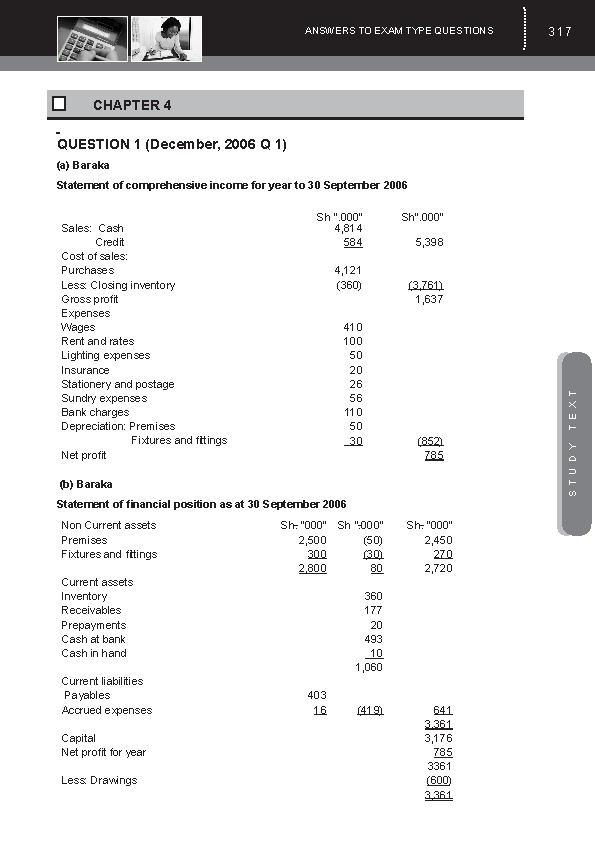 ANSWERS TO EXAM TYPE QUESTIONS 317
CHAPTER 4
QUESTION 1 (December, 2006 Q 1)
(a) Baraka
Statement of comprehensive income for year to 30 September 2006
Sh ".000" Sh".000"
Sales: Cash 4,814
Credit 584 5,398
Cost of sales:
Purchases 4,121
Less: Closing inventory (360) (3,761)
Gross profit 1,637
Expenses
Wages 410
Rent and rates 100
Lighting expenses 50
Insurance 20
Stationery and postage 26
Sundry expenses 56
Bank charges 110
Depreciation: Premises 50
Fixtures and fittings 30 (852)
Net profit 785
(b) Baraka
Statement of financial position as at 30 September 2006
Non Current assets Sh. "000" Sh ".000" Sh. "000"
Premises 2,500 (50) 2,450
Fixtures and fittings 300 (30) 270
2,800 80 2,720
Current assets
Inventory 360
Receivables 177
Prepayments 20
Cash at bank 493
Cash in hand 10
1,060
Current liabilities
Payables 403
Accrued expenses 16 (419) 641
3.361
Capital 3,176
Net profit for year 785
3361
Less: Drawings (600)
3,361
STUDY TEXT